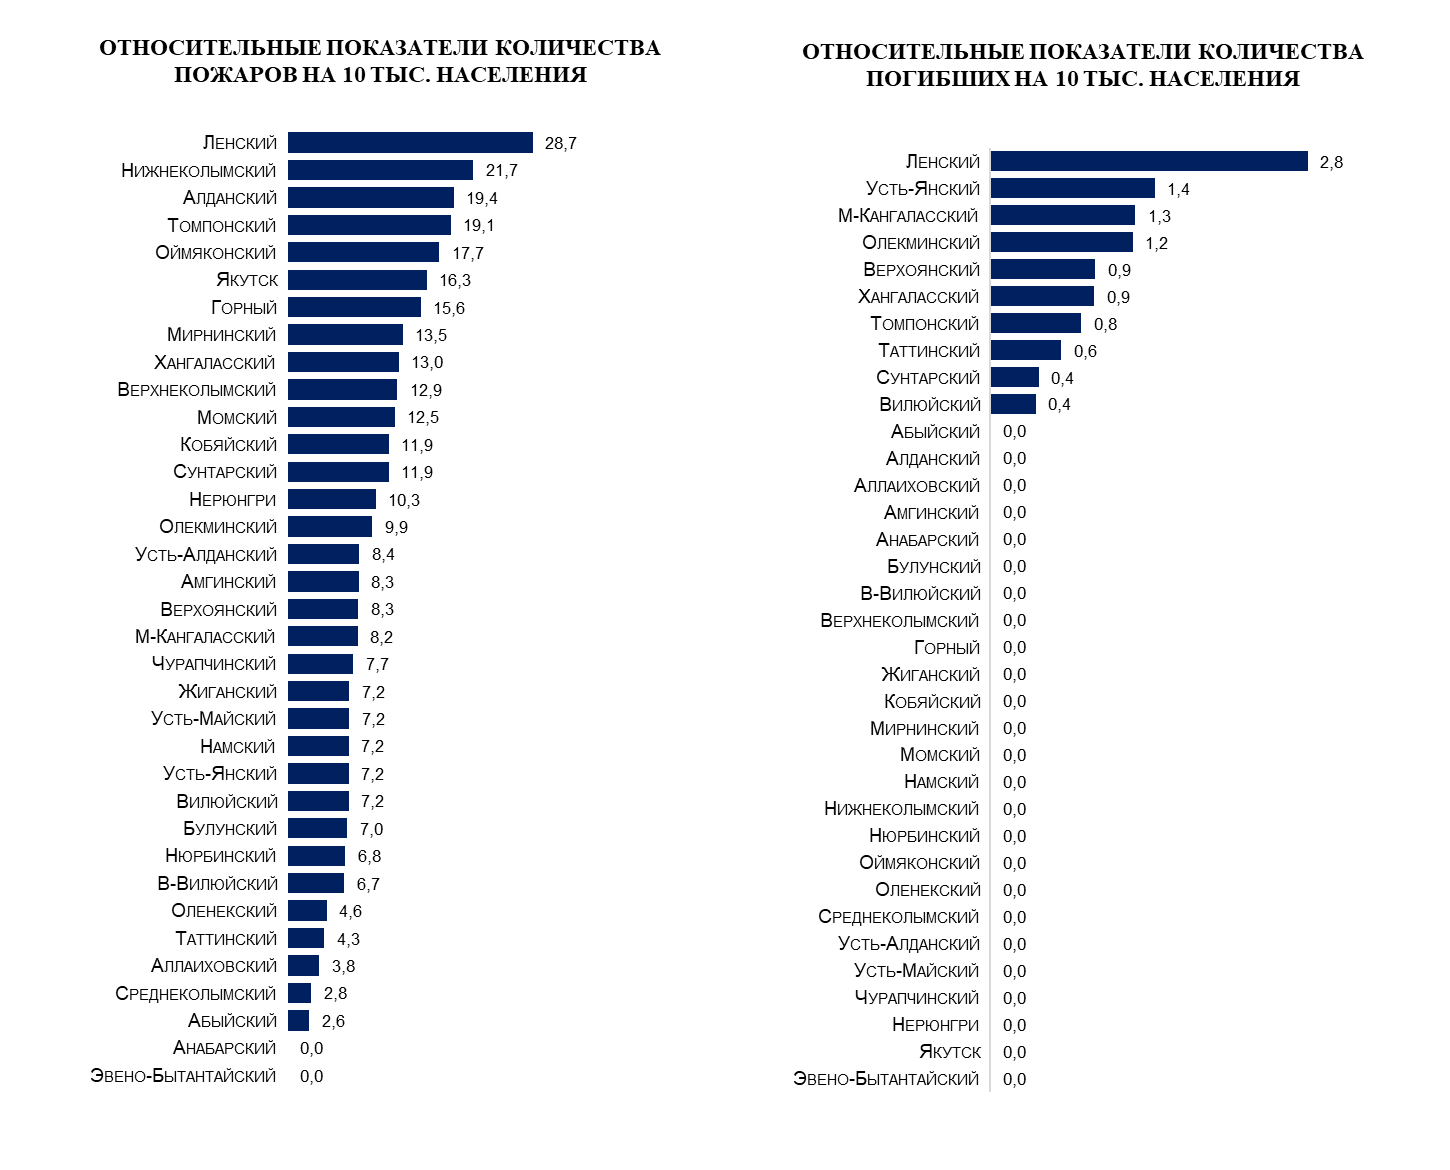 ОТНОСИТЕЛЬНЫЕ ПОКАЗАТЕЛИ КОЛИЧЕСТВА
ПОЖАРОВ НА 10 ТЫС. НАСЕЛЕНИЯ
Ленский 28,7
Нижнеколымский 21,7
Алданский 19,4
Томпонский 19,1
Оймяконский 17,7
Якутск 16,3
Горный 15,6
Мирнинский 13,5
Хангаласский 13,0
Верхнеколымский 12,9
Момский 12,5
Кобяйский 11,9
Сунтарский 11,9
Нерюнгри 10,3
Олекминский 9,9
Усть-Алданский 8,4
Амгинский 8,3
Верхоянский 8,3
М-Кангаласский 8,2
Чурапчинский 7,7
Жиганский 7,2
Усть-Майский 7,2
Намский 7,2
Усть-Янский 7,2
Вилюйский 7,2
Булунский 7,0
Нюрбинский 6,8
В-Вилюйский 6,7
Оленекский 4,6
Таттинский 4,3
Аллаиховский 3,8
Среднеколымский 2,8
Абыйский 2,6
Анабарский 0,0
Эвено-Бытантайский 0,0
ОТНОСИТЕЛЬНЫЕ ПОКАЗАТЕЛИ КОЛИЧЕСТВА
ПОГИБШИХ НА 10 ТЫС. НАСЕЛЕНИЯ
Ленский 2,8
Усть-Янский 1,4
М-Кангаласский 1,3
Олекминский 1,2
Верхоянский 0,9
Хангаласский 0,9
Томпонский 0,8
Таттинский 0,6
Сунтарский 0,4
Вилюйский 0,4
Абыйский 0,0
Алданский 0,0
Аллаиховский 0,0
Амгинский 0,0
Анабарский 0,0
Булунский 0,0
В-Вилюйский 0,0
Верхнеколымский 0,0
Горный 0,0
Жиганский 0,0
Кобяйский 0,0
Мирнинский 0,0
Момский 0,0
Намский 0,0
Нижнеколымский 0,0
Нюрбинский 0,0
Оймяконский 0,0
Оленекский 0,0
Среднеколымский 0,0
Усть-Алданский 0,0
Усть-Майский 0,0
Чурапчинский 0,0
Нерюнгри 0,0
Якутск 0,0
Эвено-Бытантайский 0,0